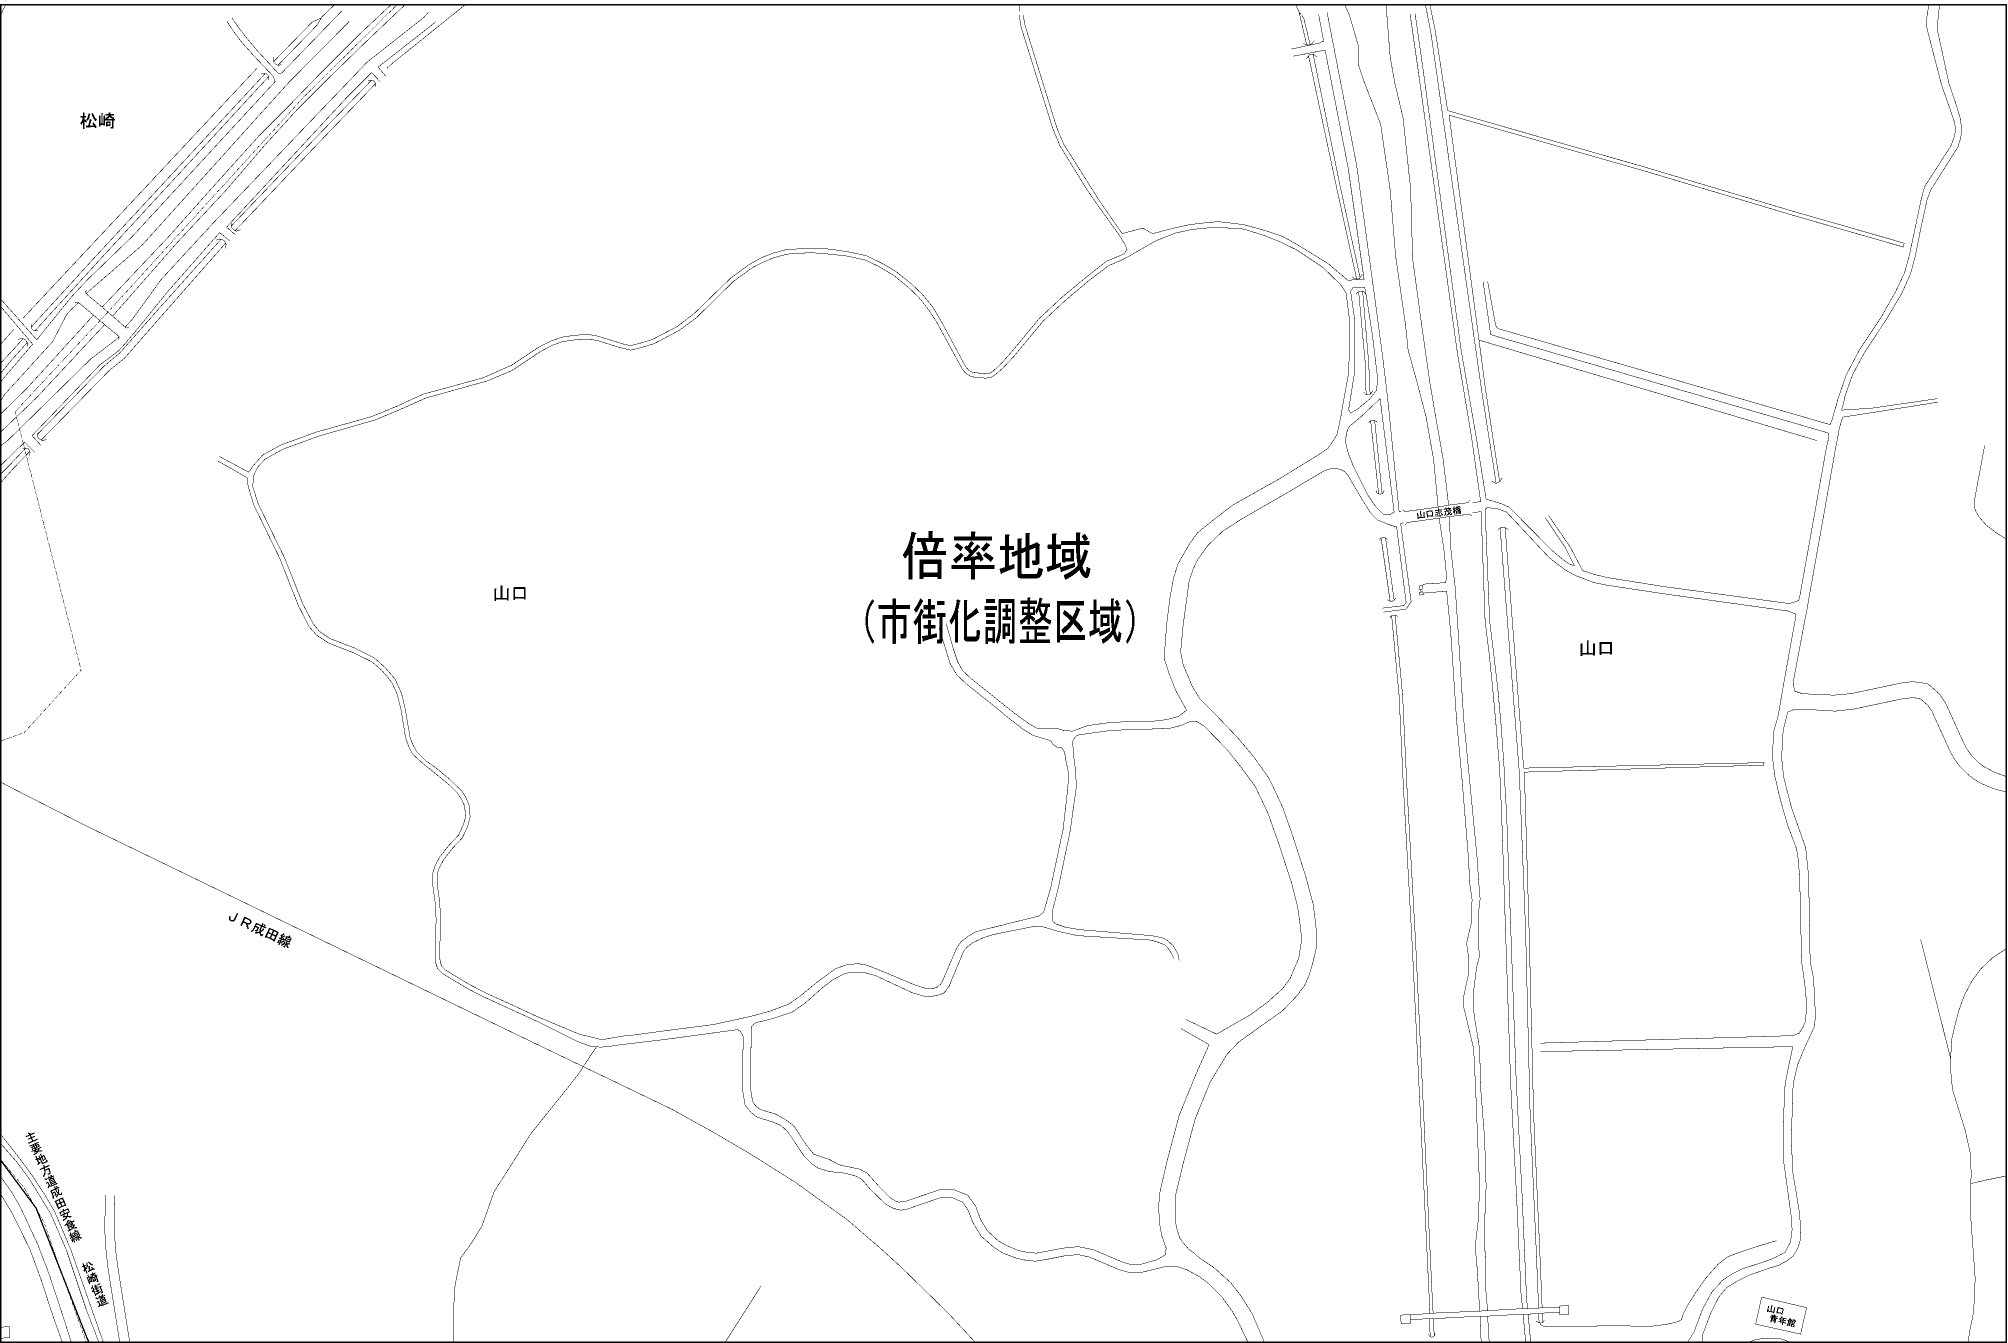 松崎
倍率地域
（市街化調整区域）
山口志茂橋
山口
山口
ＪＲ成田線
主要地方道成田安食線
松崎街道
山口
青年館